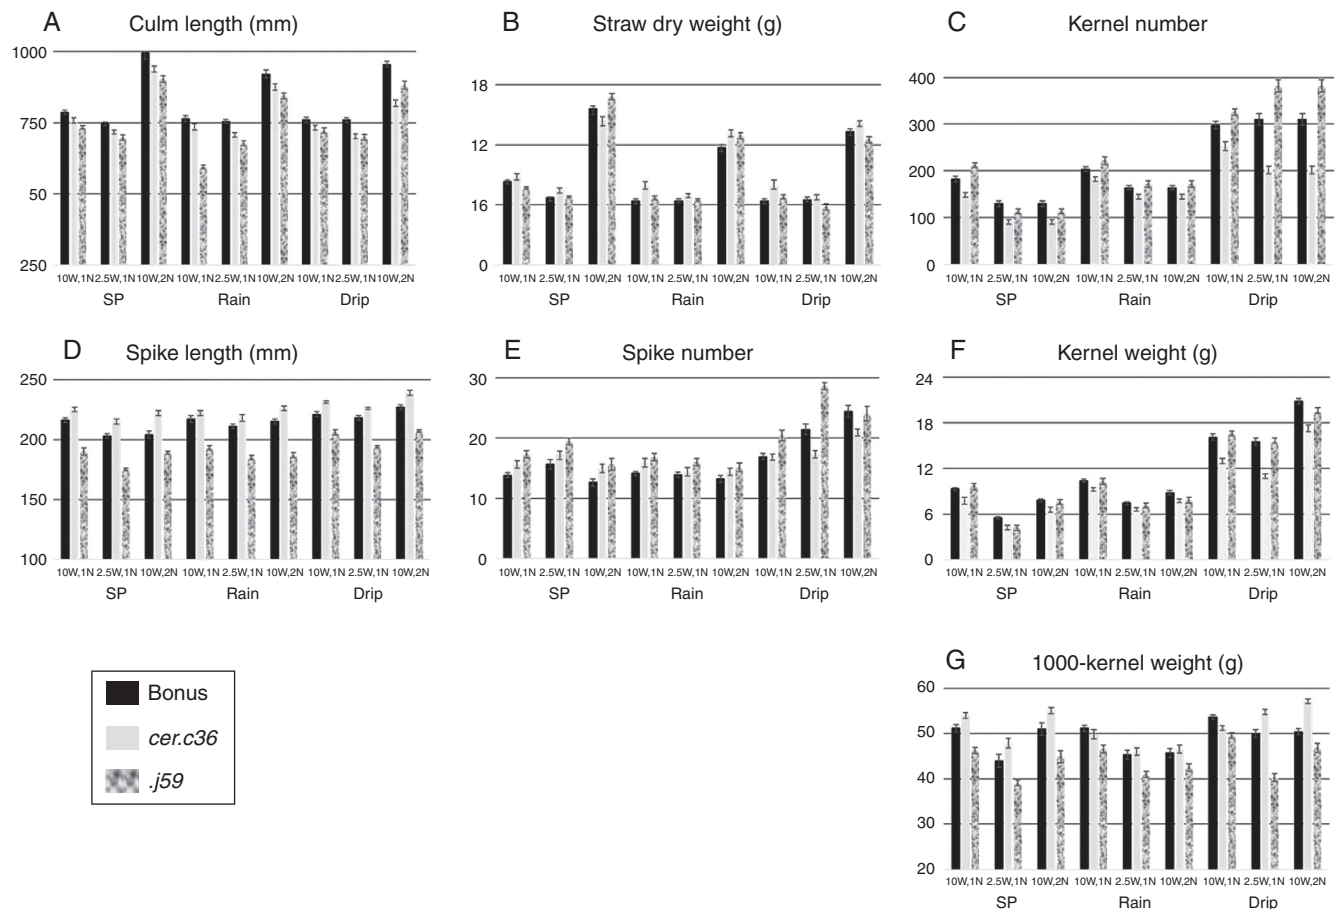 A Culm length (mm)
1000
750
50
250
10W,1N 2.5W,1N 10W,2N 10W,1N 2.5W,1N 10W,2N 10W,1N 2.5W,1N 10W,2N
SP Rain Drip
B Straw dry weight (g)
18
12
16
0
10W,1N 2.5W,1N 10W,2N 10W,1N 2.5W,1N 10W,2N 10W,1N 2.5W,1N 10W,2N
SP Rain Drip
C Kernel number
400
300
200
100
0
10W,1N 2.5W,1N 10W,2N 10W,1N 2.5W,1N 10W,2N 10W,1N 2.5W,1N 10W,2N
SP Rain Drip
D Spike length (mm)
250
200
150
100
10W,1N 2.5W,1N 10W,2N 10W,1N 2.5W,1N 10W,2N 10W,1N 2.5W,1N 10W,2N
SP Rain Drip
E Spike number
30
20
10
0
10W,1N 2.5W,1N 10W,2N 10W,1N 2.5W,1N 10W,2N 10W,1N 2.5W,1N 10W,2N
SP Rain Drip
F Kernel weight (g)
24
18
12
6
0
10W,1N 2.5W,1N 10W,2N 10W,1N 2.5W,1N 10W,2N 10W,1N 2.5W,1N 10W,2N
SP Rain Drip
Bonus
cer.c36
.j59
G 1000-kernel weight (g)
60
50
40
30
20
10W,1N 2.5W,1N 10W,2N 10W,1N 2.5W,1N 10W,2N 10W,1N 2.5W,1N 10W,2N
SP Rain Drip